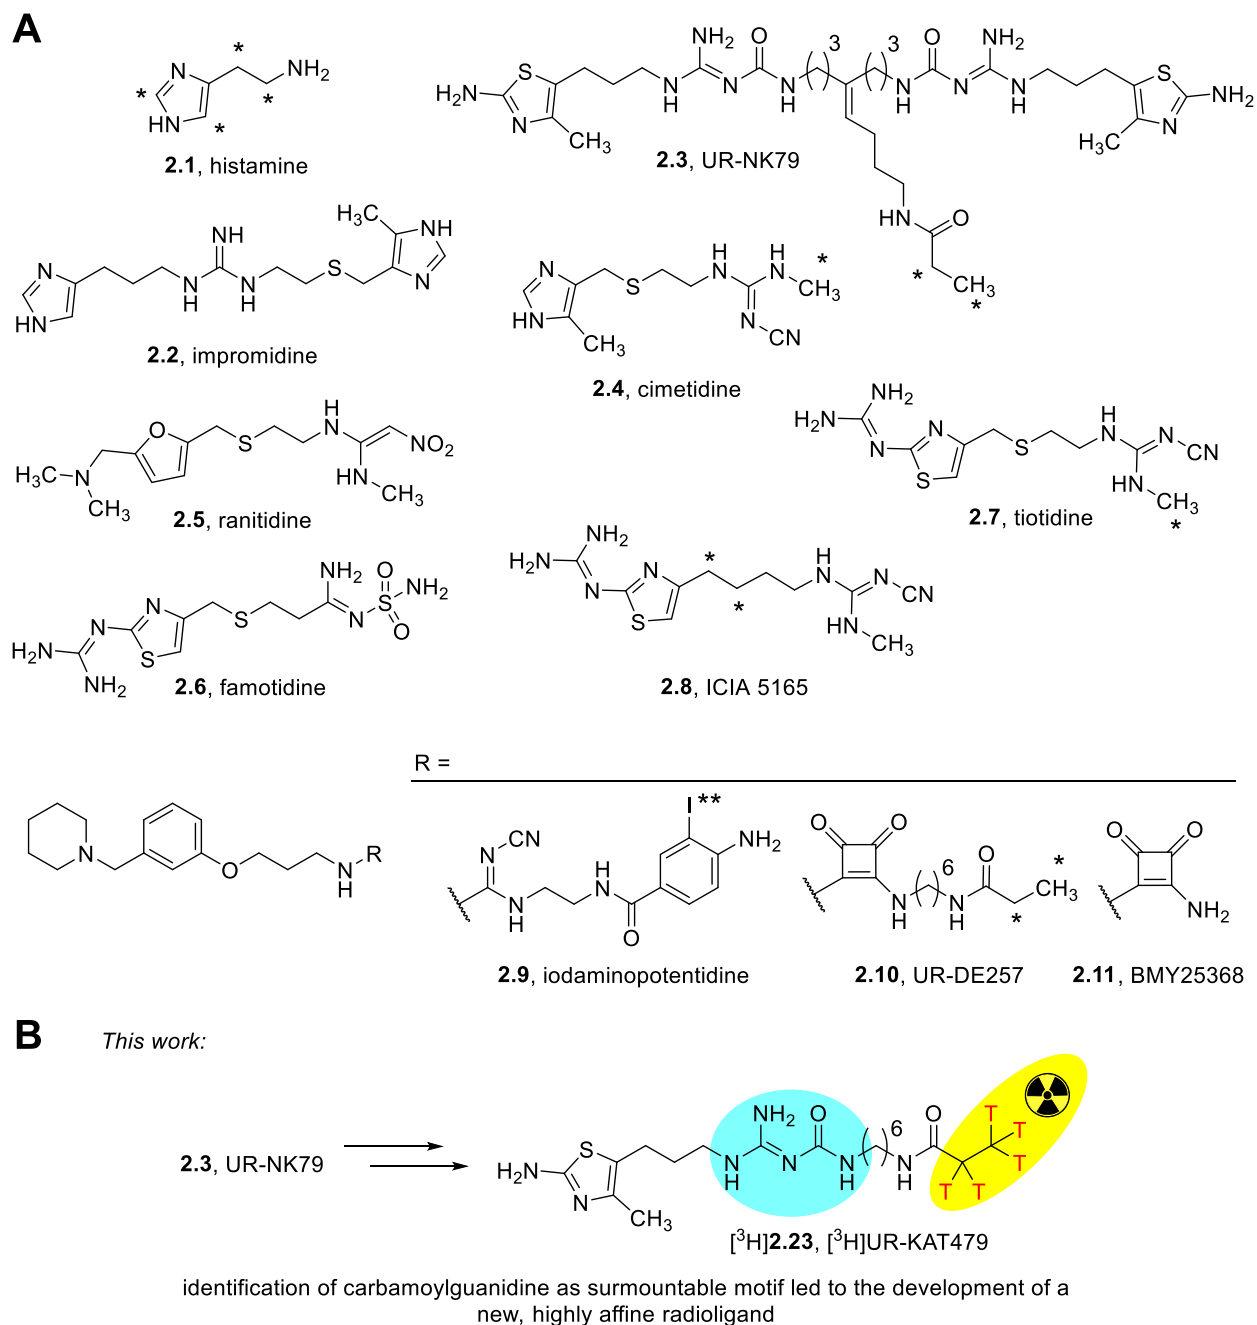 A
2.1, histamine
2.3, UR-NK79
2.2, impromidine
2.4, cimetidine
2.5, ranitidine
2.7, tiotidine
2.6, famotidine
2.8, ICIA 5165
R =
2.9, iodaminopotentidine
2.10, UR-DE257
2.11, BMY25368
B
This work:
2.3, UR-NK79
[³H]2.23, [³H]UR-KAT479
identification of carbamoylguanidine as surmountable motif led to the development of a
new, highly affine radioligand